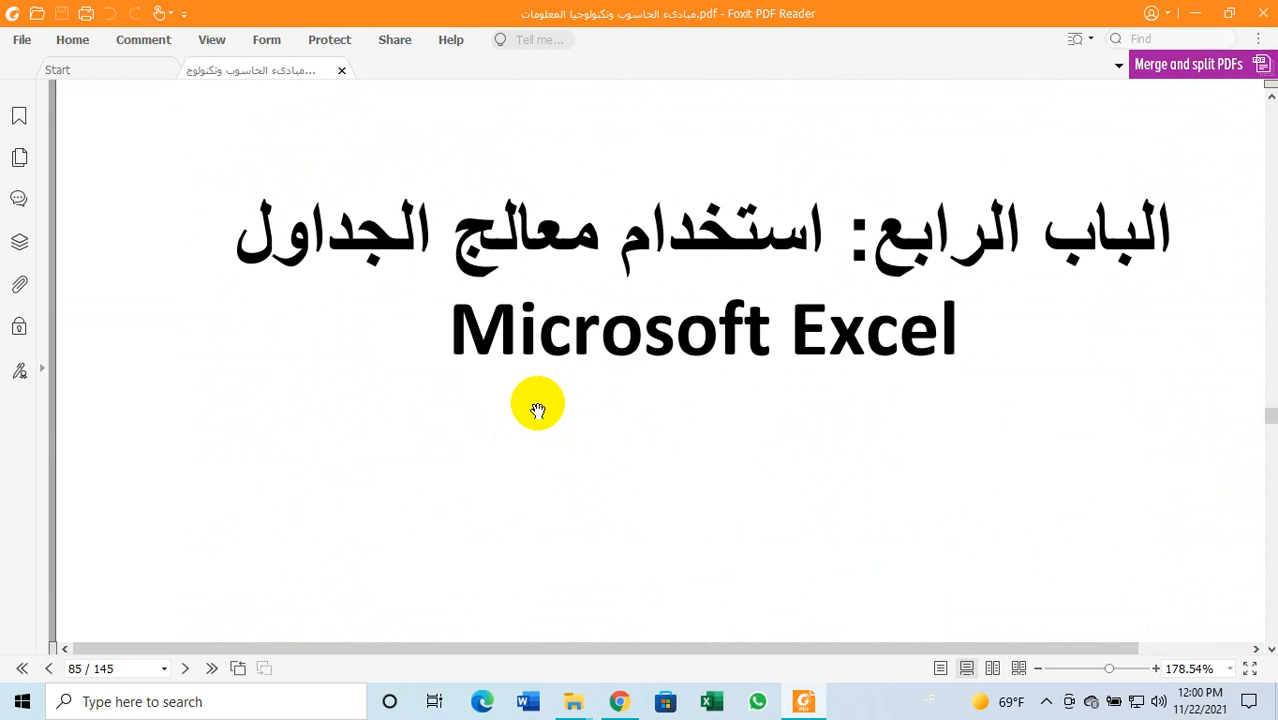 مبادىء الحاسوب وتكنولوجيا المعلومات.pdf - Foxit PDF Reader
File Home Comment View Form Protect Share Help Tell me... Find
Start
مبادىء الحاسوب وتكنولوج...
Merge and split PDFs
الباب الرابع: استخدام معالج الجداول
Microsoft Excel
85 / 145
178.54%
Type here to search
69°F
12:00 PM
11/22/2021